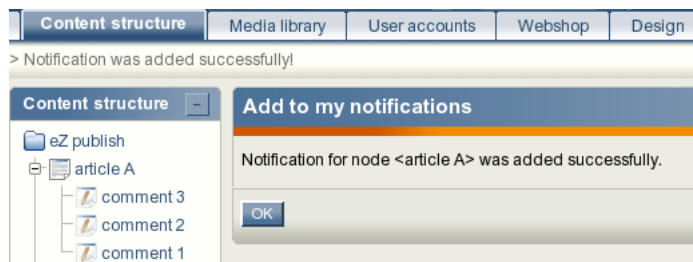 Content structure Media library User accounts Webshop Design
> Notification was added successfully!
Content structure -
eZ publish
article A
comment 3
comment 2
comment 1
Add to my notifications
Notification for node <article A> was added successfully.
OK